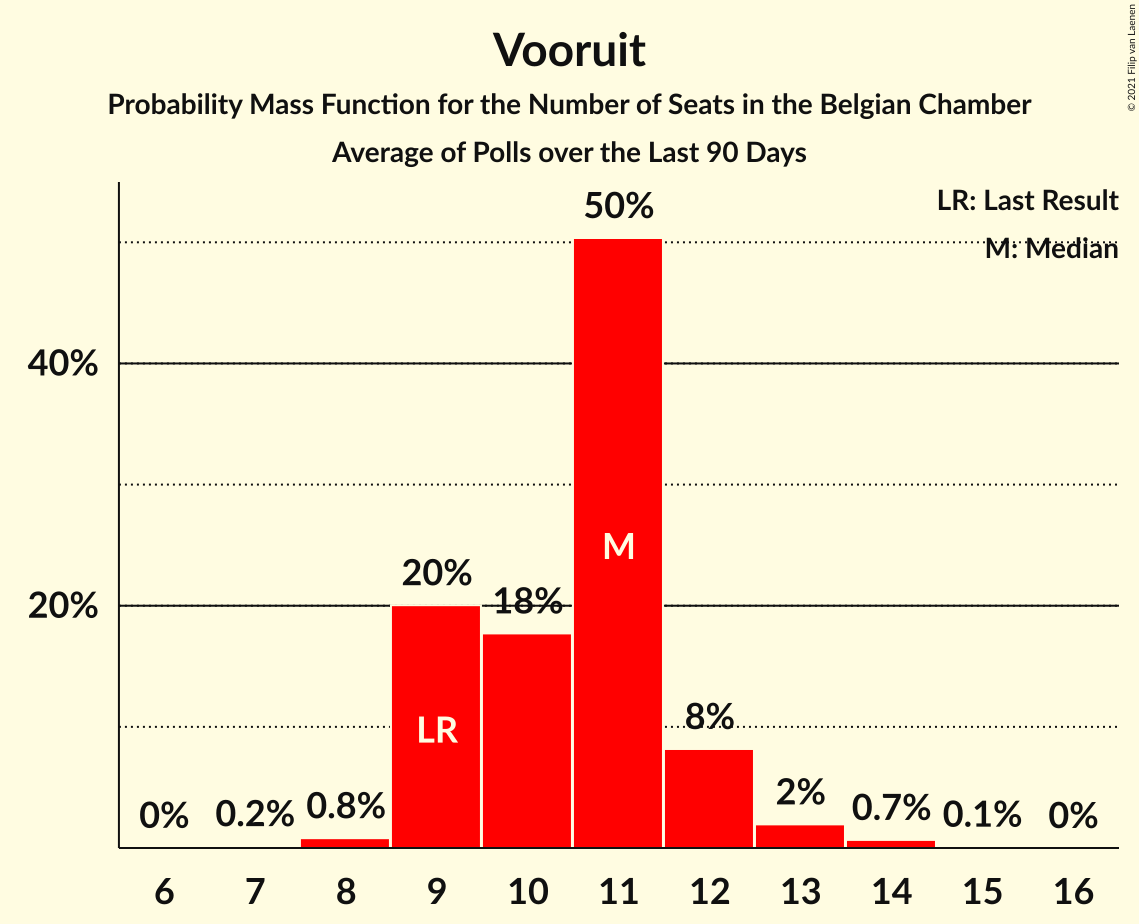 Vooruit
Probability Mass Function for the Number of Seats in the Belgian Chamber
Average of Polls over the Last 90 Days
© 2021 Filip van Laenen
LR: Last Result
M: Median
50%
40%
M
20%
18%
20%
LR
8%
0%
0.2%
0.8%
2%
0.7%
0.1%
0%
6 7 8 9 10 11 12 13 14 15 16